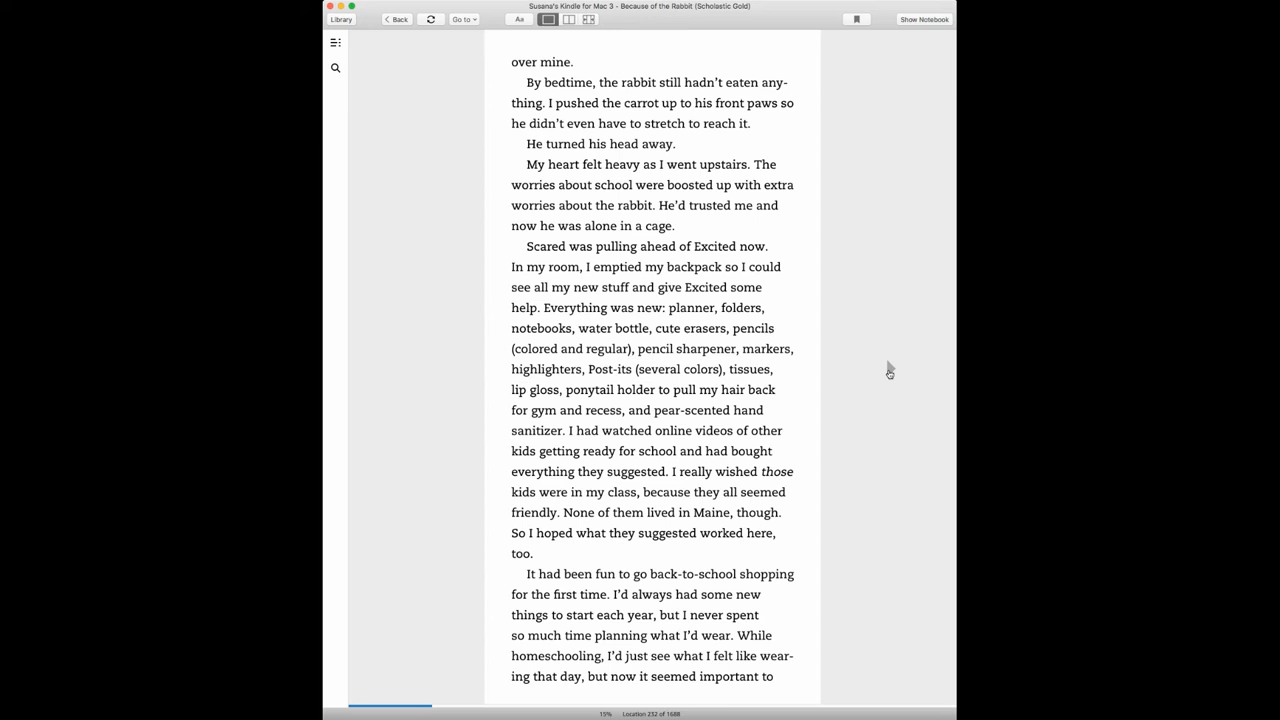 Susana's Kindle for Mac 3 - Because of the Rabbit (Scholastic Gold)
Library
Back
Go to
Aa
Show Notebook
over mine.
By bedtime, the rabbit still hadn't eaten any-
thing. I pushed the carrot up to his front paws so
he didn't even have to stretch to reach it.
He turned his head away.
My heart felt heavy as I went upstairs. The
worries about school were boosted up with extra
worries about the rabbit. He'd trusted me and
now he was alone in a cage.
Scared was pulling ahead of Excited now.
In my room, I emptied my backpack so I could
see all my new stuff and give Excited some
help. Everything was new: planner, folders,
notebooks, water bottle, cute erasers, pencils
(colored and regular), pencil sharpener, markers,
highlighters, Post-its (several colors), tissues,
lip gloss, ponytail holder to pull my hair back
for gym and recess, and pear-scented hand
sanitizer. I had watched online videos of other
kids getting ready for school and had bought
everything they suggested. I really wished those
kids were in my class, because they all seemed
friendly. None of them lived in Maine, though.
So I hoped what they suggested worked here,
too.
It had been fun to go back-to-school shopping
for the first time. I'd always had some new
things to start each year, but I never spent
so much time planning what I'd wear. While
homeschooling, I'd just see what I felt like wear-
ing that day, but now it seemed important to
15% Location 232 of 1688